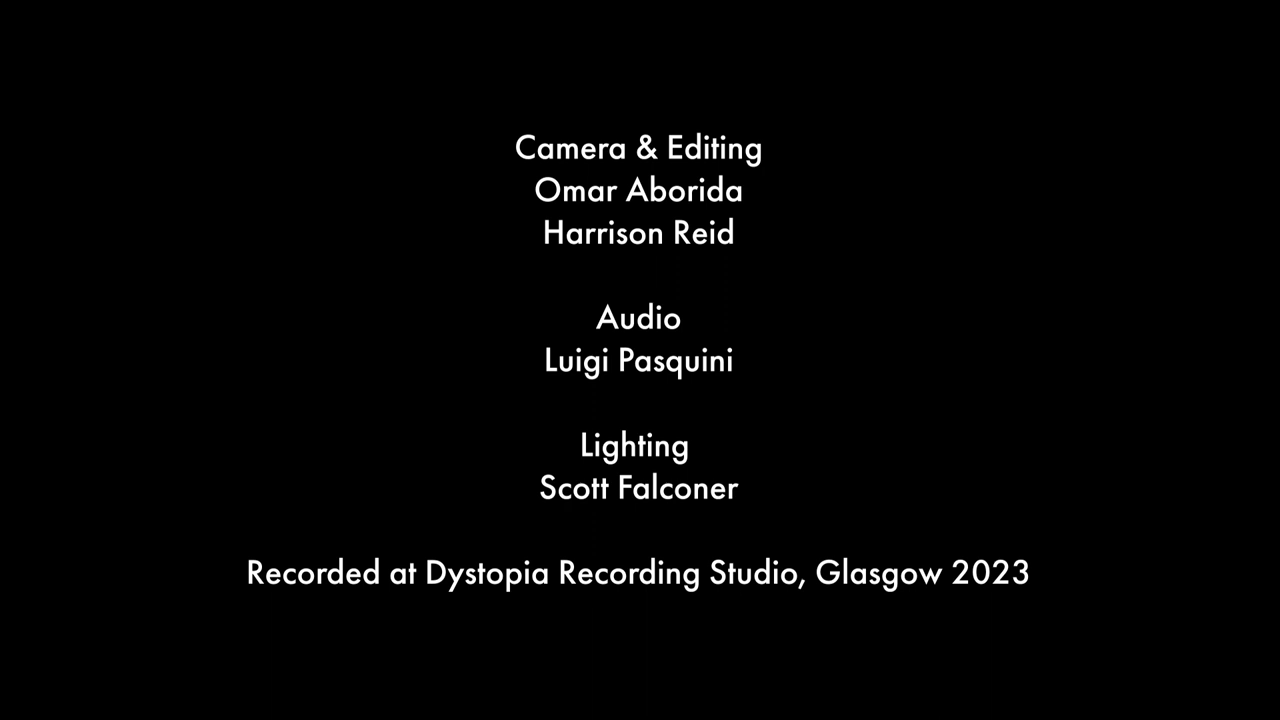 Camera & Editing
Omar Aborida
Harrison Reid
Audio
Luigi Pasquini
Lighting
Scott Falconer
Recorded at Dystopia Recording Studio, Glasgow 2023